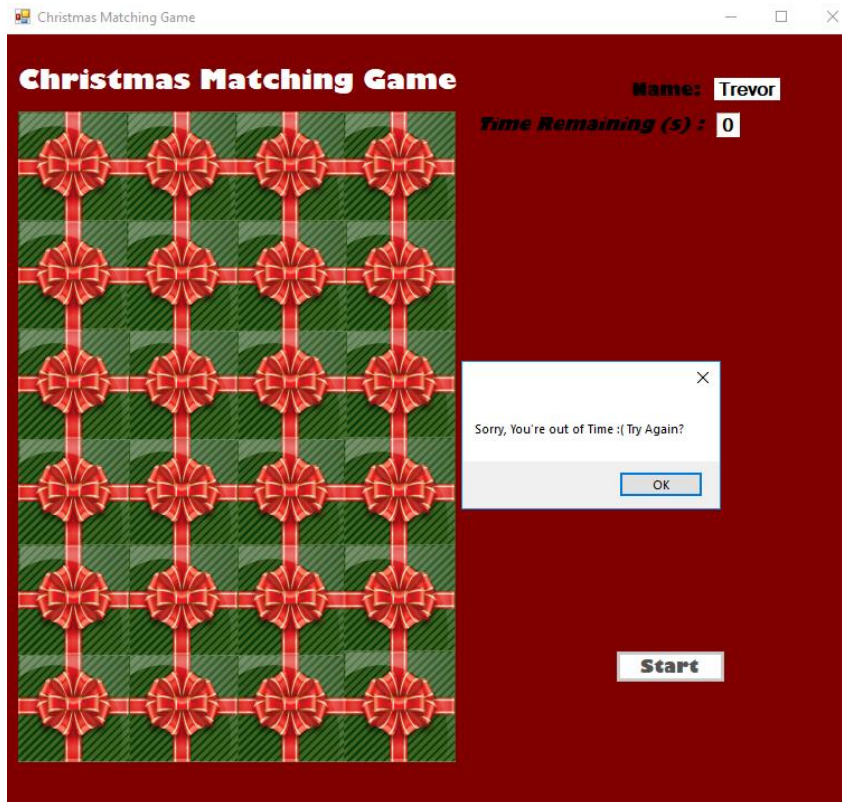 Christmas Matching Game
Christmas Matching Game
Name: Trevor
Time Remaining (s) : 0
Sorry, You're out of Time :( Try Again?
OK
Start